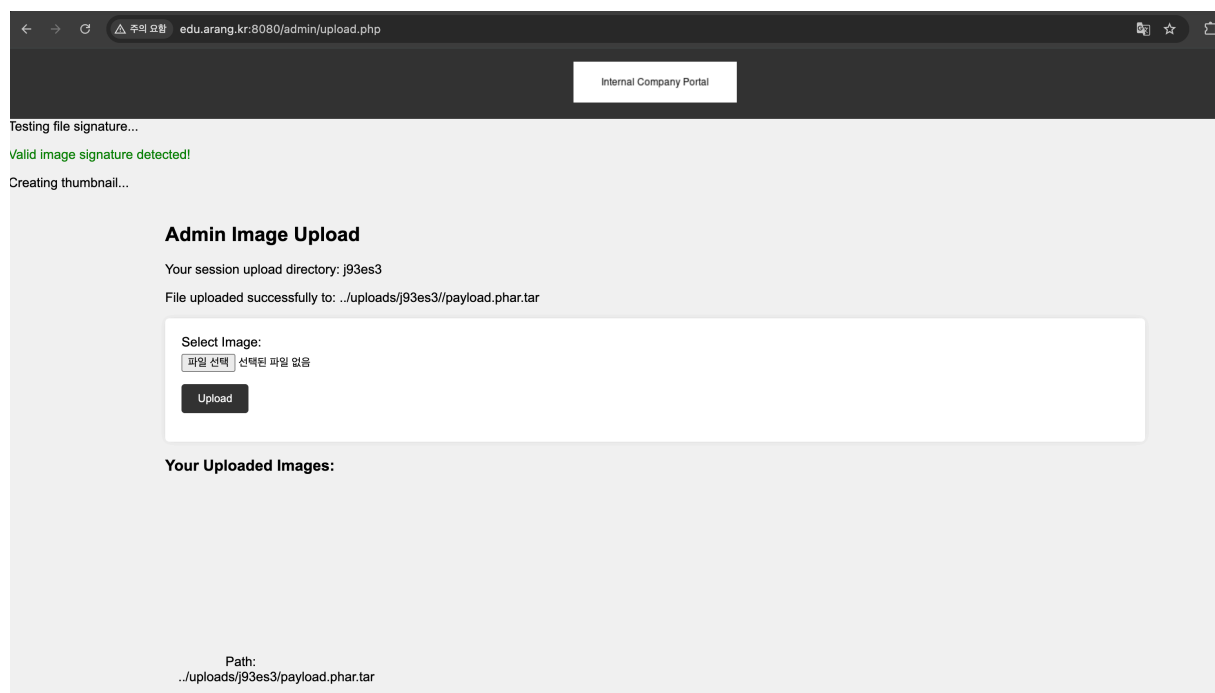 주의 요함 edu.arang.kr:8080/admin/upload.php
Internal Company Portal
Testing file signature...
Valid image signature detected!
Creating thumbnail...
Admin Image Upload
Your session upload directory: j93es3
File uploaded successfully to: ../uploads/j93es3//payload.phar.tar
Select Image:
파일 선택 선택된 파일 없음
Upload
Your Uploaded Images:
Path:
../uploads/j93es3/payload.phar.tar